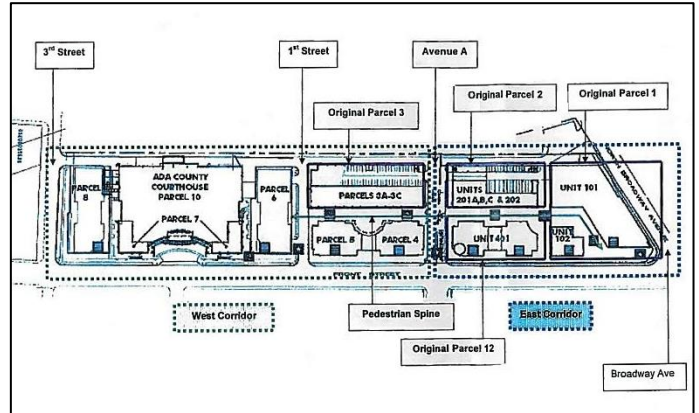 3rd Street
1st Street
Avenue A
Original Parcel 3
Original Parcel 2
Original Parcel 1
NORTH BROADWAY AVENUE
PARCEL
8
ADA COUNTY
COURTHOUSE
PARCEL 10
PARCEL 7
PARCEL
6
PARCELS 3A-3C
PARCEL 5
PARCEL 4
UNITS
201A,B,C & 202
UNIT 101
UNIT 401
UNIT
102
FRONT STREET
West Corridor
Pedestrian Spine
East Corridor
Original Parcel 12
Broadway Ave